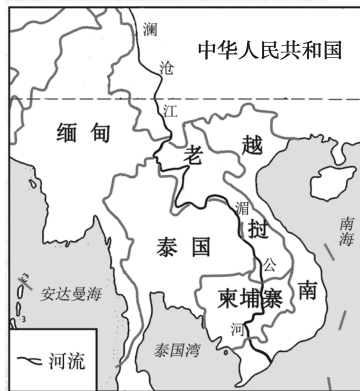 澜
沧
江
中华人民共和国
缅甸
老
越
湄
挝
南海
泰国
公
安达曼海
柬埔寨
南
河
泰国湾
河流